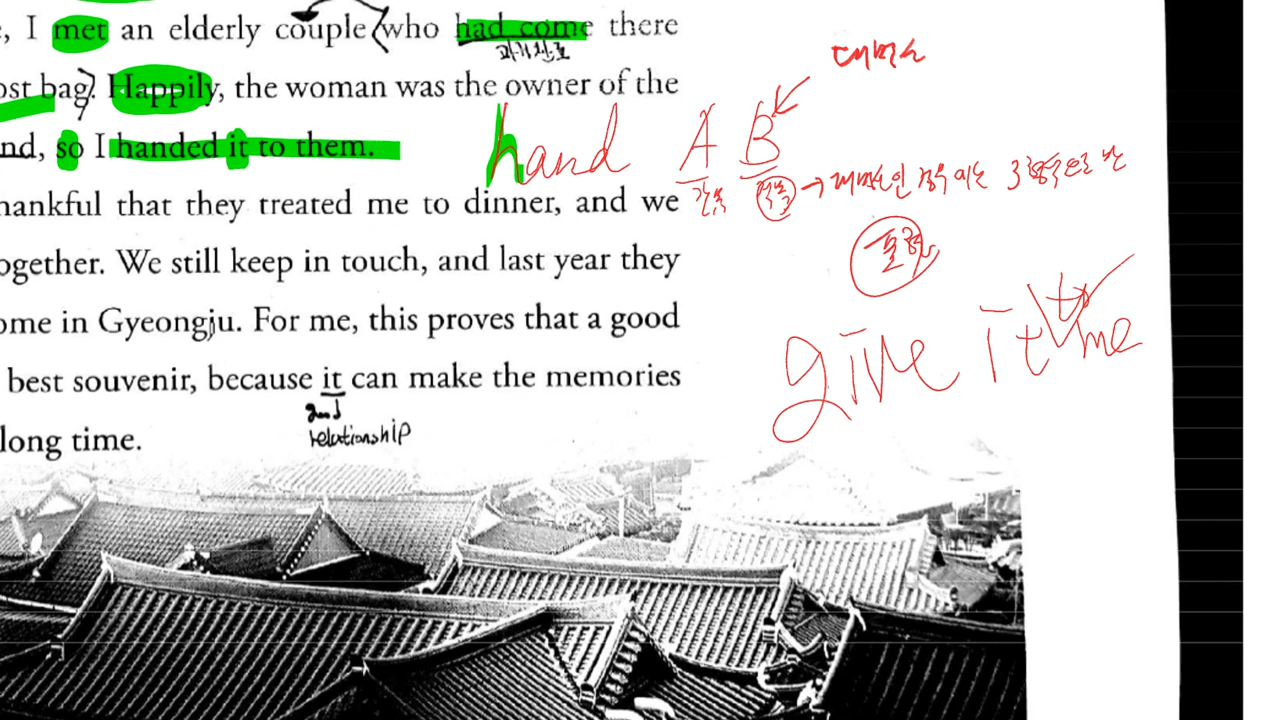 , I met an elderly couple who had come there
과거완료
ost bag. Happily, the woman was the owner of the
nd, so I handed it to them.
hankful that they treated me to dinner, and we
ogether. We still keep in touch, and last year they
ome in Gyeongju. For me, this proves that a good
best souvenir, because it can make the memories
good
relationship
long time.
대명사
hand A B
간목 직목 → 대명사인 경우 이는 3형식으로만
give it to me